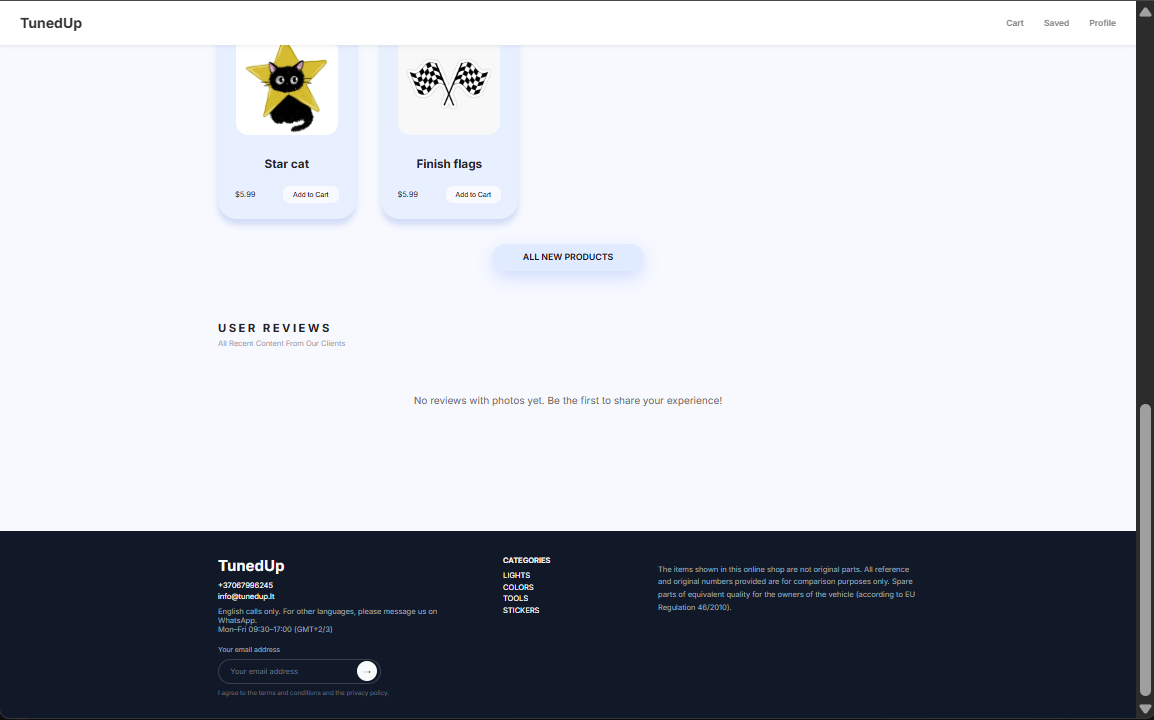 TunedUp
Cart Saved Profile
Star cat
$5.99 Add to Cart
Finish flags
$5.99 Add to Cart
ALL NEW PRODUCTS
USER REVIEWS
All Recent Content From Our Clients
No reviews with photos yet. Be the first to share your experience!
TunedUp
+37067996245
info@tunedup.lt
English calls only. For other languages, please message us on
WhatsApp.
Mon–Fri 09:30–17:00 (GMT+2/3)
Your email address
Your email address →
I agree to the terms and conditions and the privacy policy.
CATEGORIES
LIGHTS
COLORS
TOOLS
STICKERS
The items shown in this online shop are not original parts. All reference
and original numbers provided are for comparison purposes only. Spare
parts of equivalent quality for the owners of the vehicle (according to EU
Regulation 46/2010).